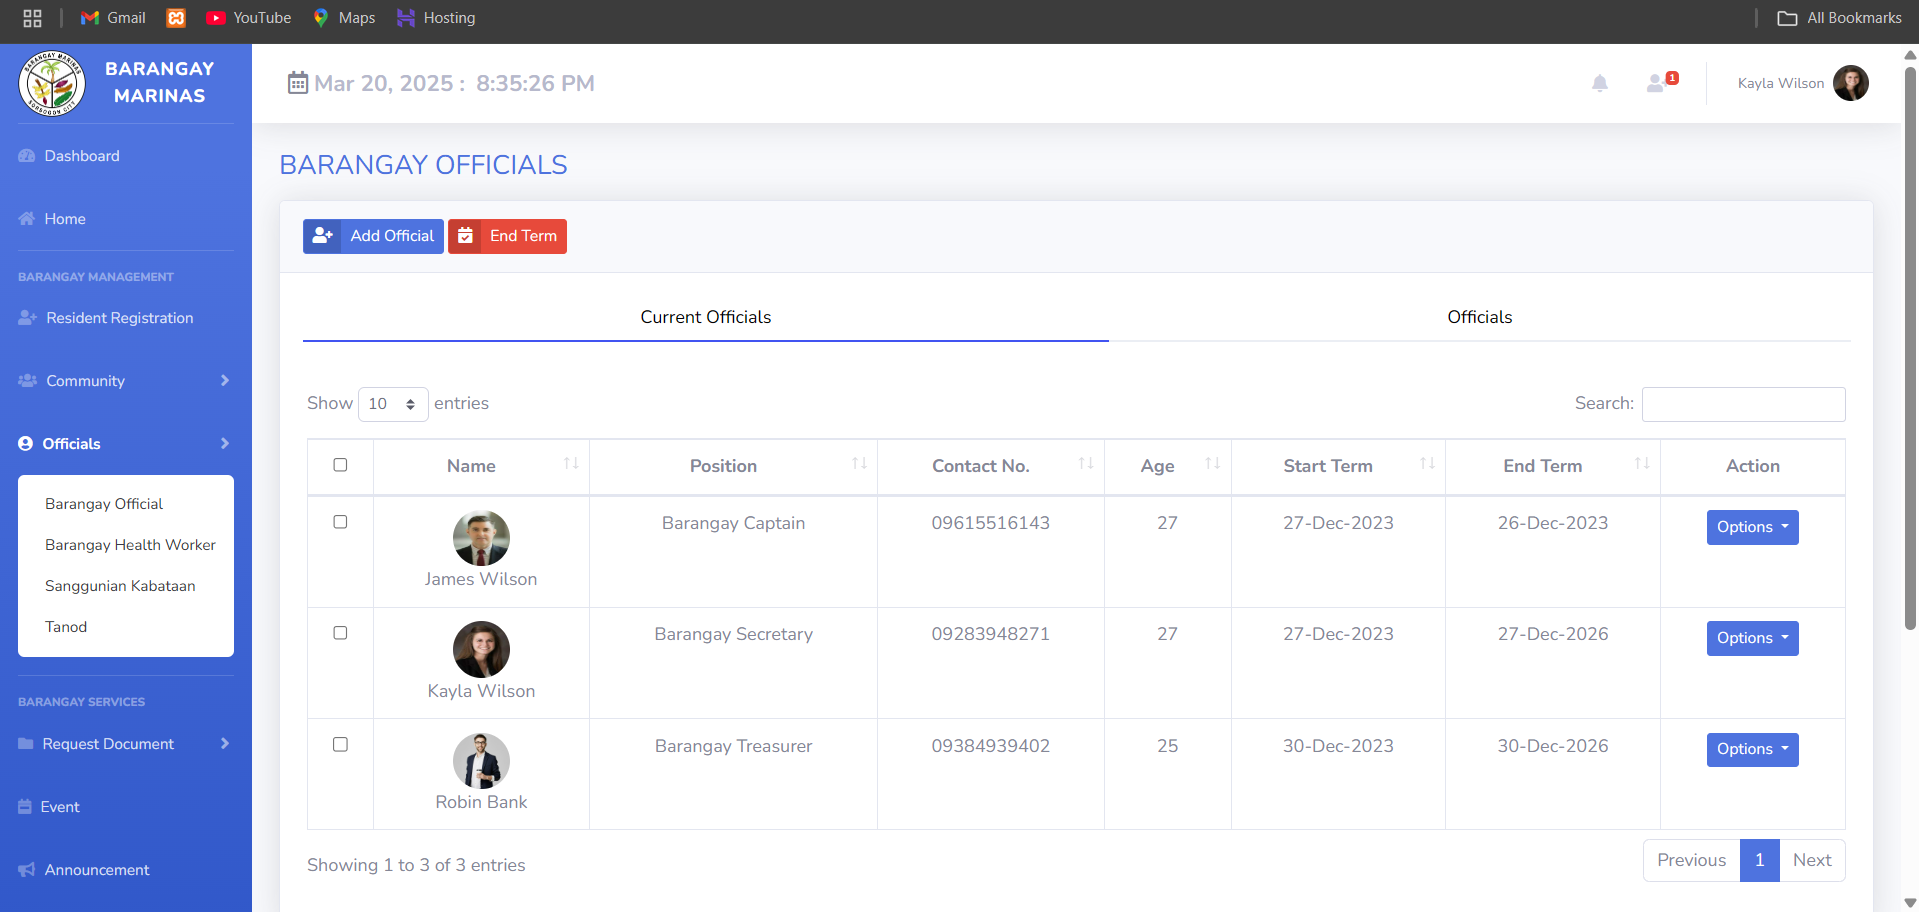 Gmail
YouTube
Maps
Hosting
All Bookmarks
BARANGAY MARINAS
SORSOGON CITY
BARANGAY
MARINAS
Mar 20, 2025 : 8:35:26 PM
1
Kayla Wilson
Dashboard
Home
BARANGAY MANAGEMENT
Resident Registration
Community
Officials
Barangay Official
Barangay Health Worker
Sanggunian Kabataan
Tanod
BARANGAY SERVICES
Request Document
Event
Announcement
BARANGAY OFFICIALS
Add Official
End Term
Current Officials
Officials
Show 10 entries
Search:
Name Position Contact No. Age Start Term End Term Action
James Wilson Barangay Captain 09615516143 27 27-Dec-2023 26-Dec-2023 Options
Kayla Wilson Barangay Secretary 09283948271 27 27-Dec-2023 27-Dec-2026 Options
Robin Bank Barangay Treasurer 09384939402 25 30-Dec-2023 30-Dec-2026 Options
Showing 1 to 3 of 3 entries
Previous 1 Next